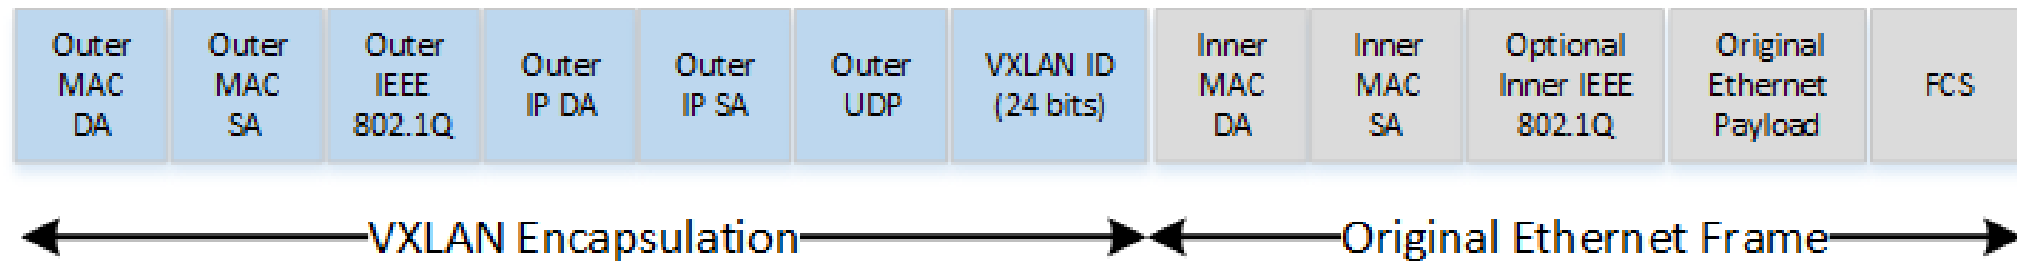 Outer
MAC
DA
Outer
MAC
SA
Outer
IEEE
802.1Q
Outer
IP DA
Outer
IP SA
Outer
UDP
VXLAN ID
(24 bits)
Inner
MAC
DA
Inner
MAC
SA
Optional
Inner IEEE
802.1Q
Original
Ethernet
Payload
FCS
VXLAN Encapsulation
Original Ethernet Frame